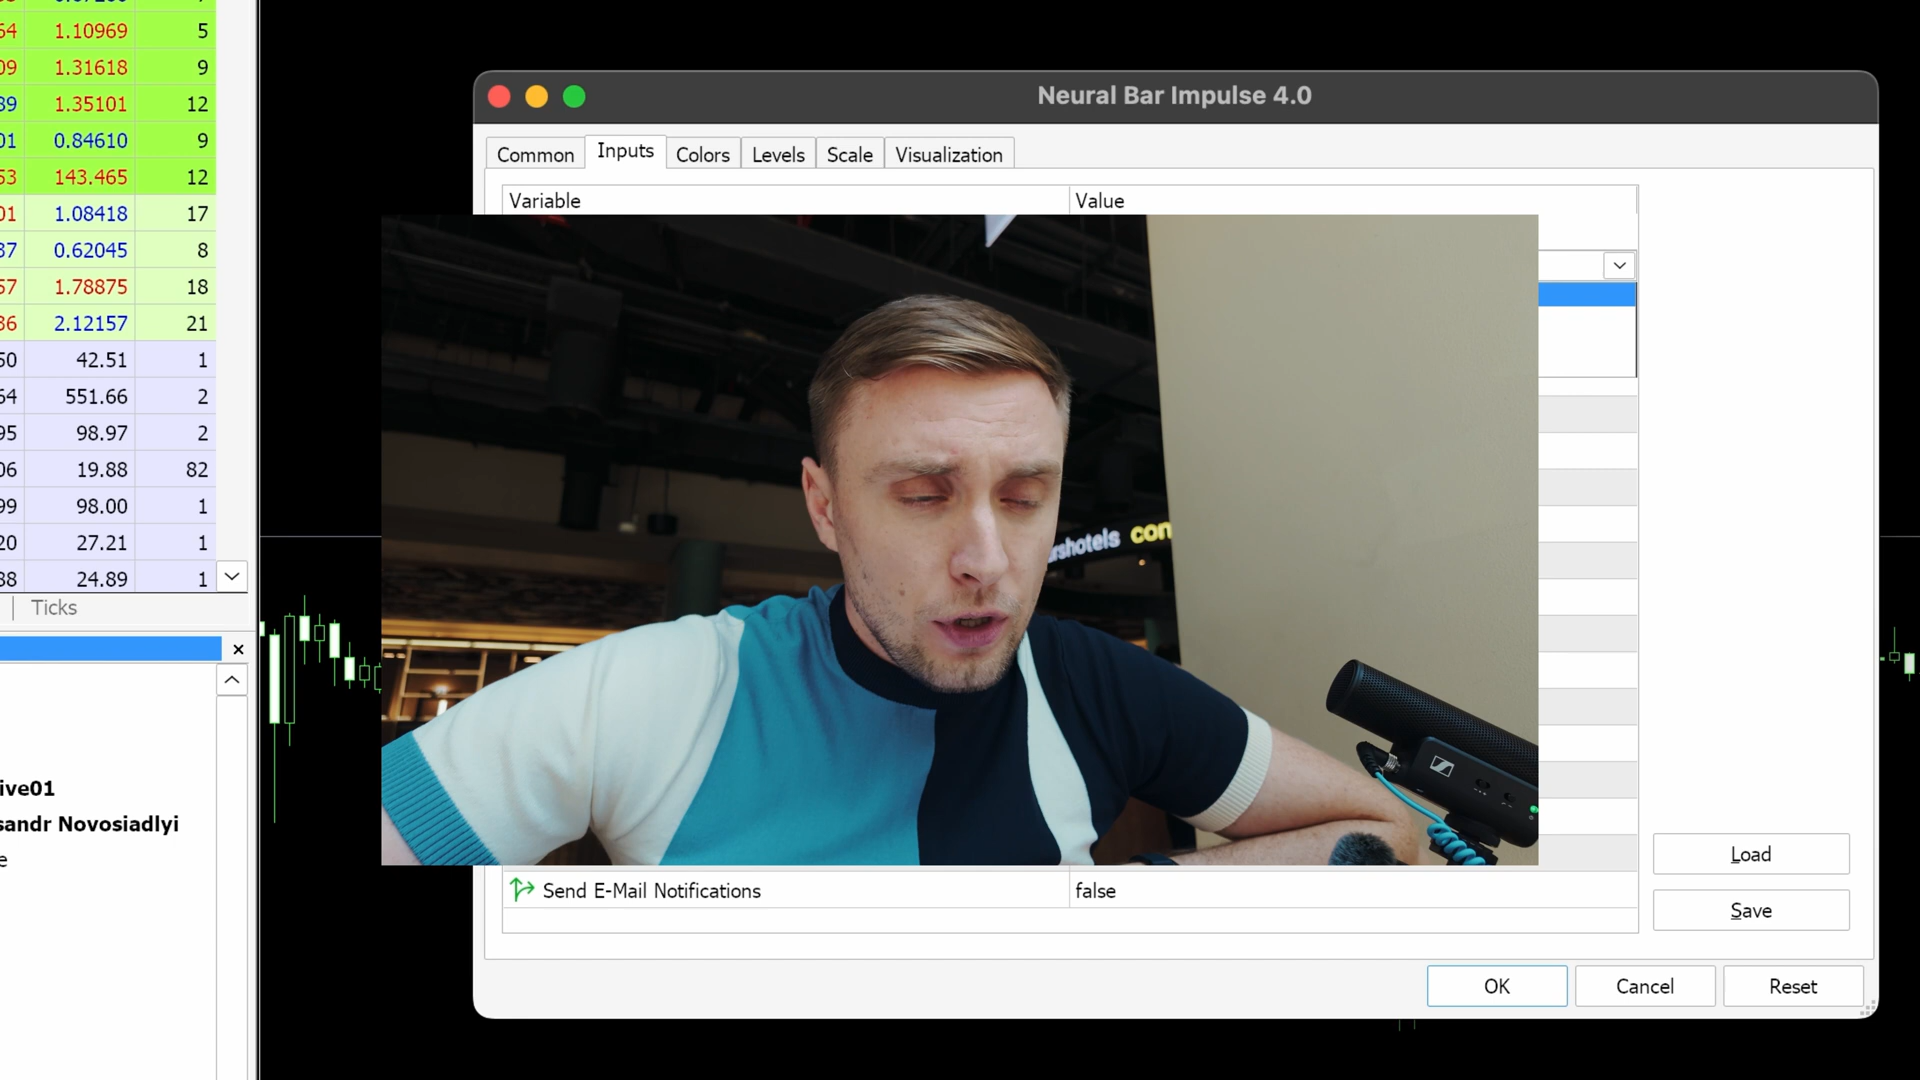 1.10969 5
1.31618 9
1.35101 12
0.84610 9
143.465 12
1.08418 17
0.62045 8
1.78875 18
2.12157 21
42.51 1
551.66 2
98.97 2
19.88 82
98.00 1
27.21 1
24.89 1
Ticks
ive01
sandr Novosiadlyi
e
Neural Bar Impulse 4.0
Common Inputs Colors Levels Scale Visualization
Variable Value
rshotels con
Send E-Mail Notifications false
Load
Save
OK Cancel Reset